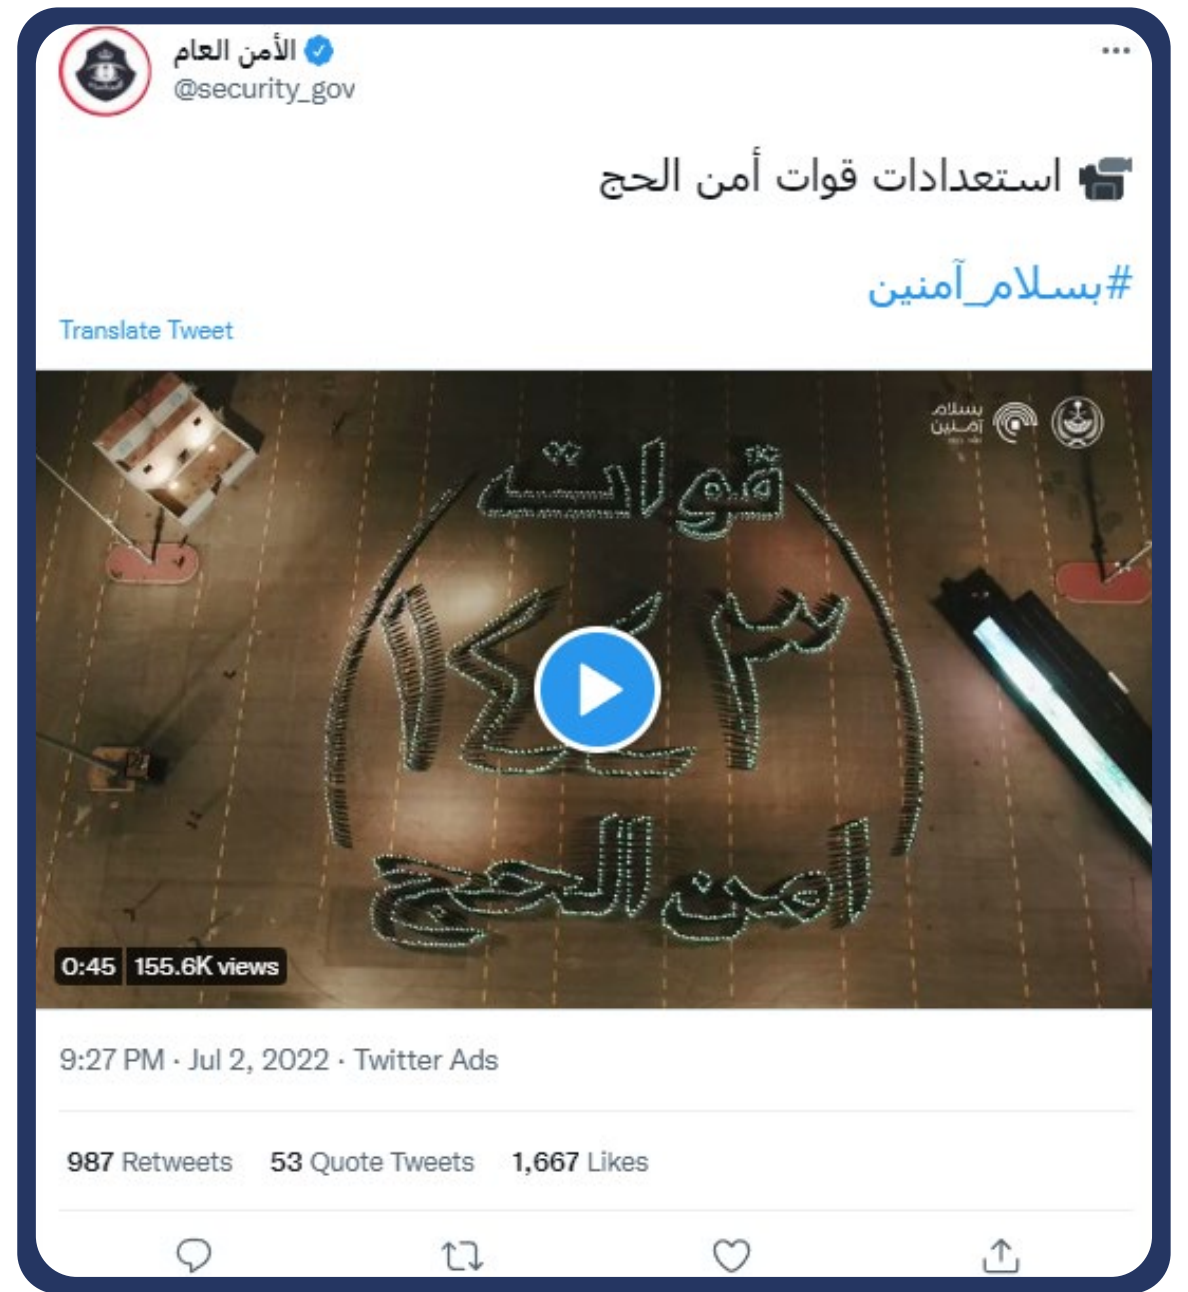 الأمن العام
@security_gov
استعدادات قوات أمن الحج
#بسلام_آمنين
Translate Tweet
بسلام
آمنين
قوات
١٤٤٣
امن الحج
0:45 155.6K views
9:27 PM · Jul 2, 2022 · Twitter Ads
987 Retweets 53 Quote Tweets 1,667 Likes